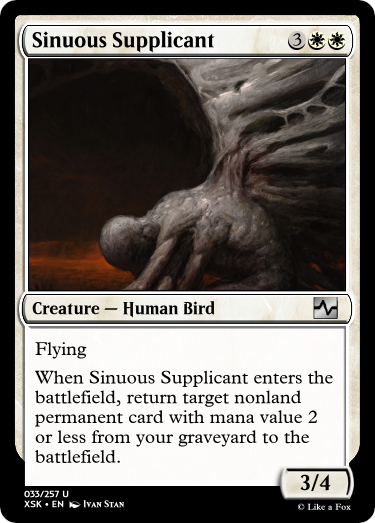 Sinuous Supplicant 3
Creature — Human Bird
Flying
When Sinuous Supplicant enters the
battlefield, return target nonland
permanent card with mana value 2
or less from your graveyard to the
battlefield.
3/4
033/257 U
XSK • EN Ivan Stan
© Like a Fox